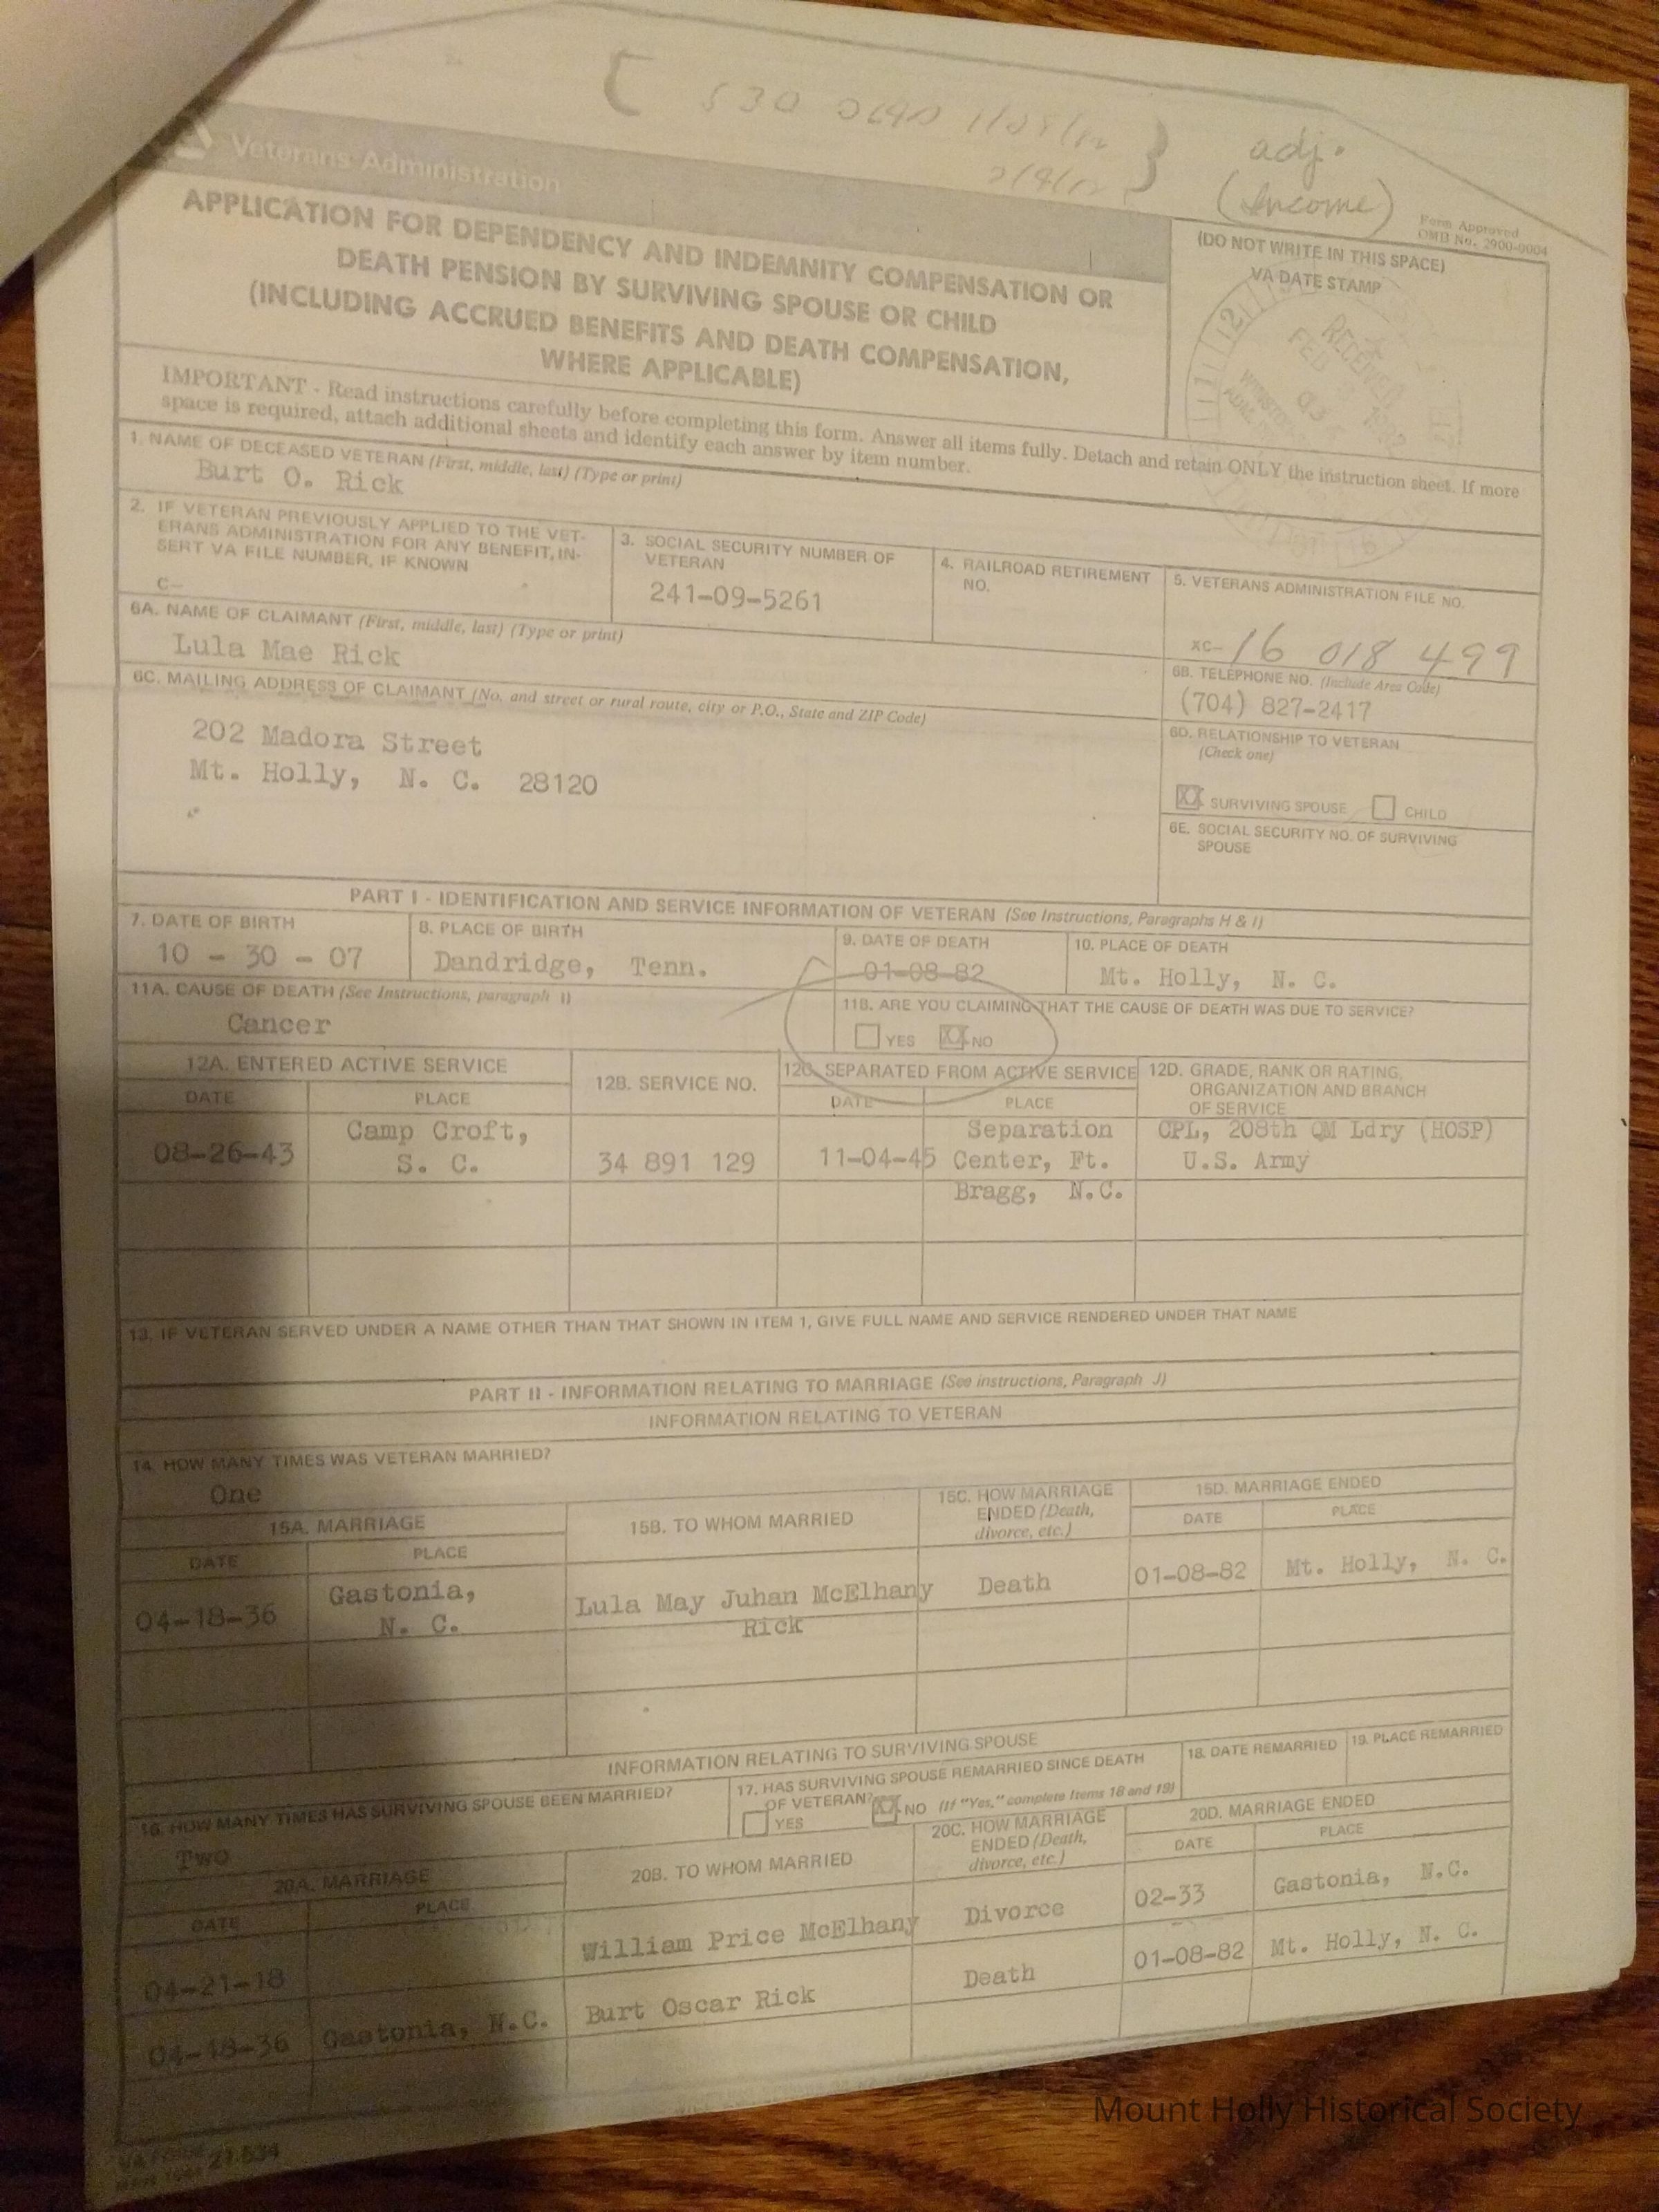 adj.
(Income)
Veterans Administration
Form Approved
OMB No. 2900-0004
APPLICATION FOR DEPENDENCY AND INDEMNITY COMPENSATION OR
DEATH PENSION BY SURVIVING SPOUSE OR CHILD
(INCLUDING ACCRUED BENEFITS AND DEATH COMPENSATION,
WHERE APPLICABLE)
(DO NOT WRITE IN THIS SPACE)
VA DATE STAMP
RECEIVED
FEB
IMPORTANT - Read instructions carefully before completing this form. Answer all items fully. Detach and retain ONLY the instruction sheet. If more
space is required, attach additional sheets and identify each answer by item number.
1. NAME OF DECEASED VETERAN (First, middle, last) (Type or print)
Burt O. Rick
2. IF VETERAN PREVIOUSLY APPLIED TO THE VET-
ERANS ADMINISTRATION FOR ANY BENEFIT, IN-
SERT VA FILE NUMBER, IF KNOWN
C-
3. SOCIAL SECURITY NUMBER OF
VETERAN
241-09-5261
4. RAILROAD RETIREMENT
NO.
5. VETERANS ADMINISTRATION FILE NO.
XC- 16 018 499
6A. NAME OF CLAIMANT (First, middle, last) (Type or print)
Lula Mae Rick
6B. TELEPHONE NO. (Include Area Code)
(704) 827-2417
6C. MAILING ADDRESS OF CLAIMANT (No. and street or rural route, city or P.O., State and ZIP Code)
202 Madora Street
Mt. Holly, N. C. 28120
6D. RELATIONSHIP TO VETERAN
(Check one)
XX SURVIVING SPOUSE CHILD
6E. SOCIAL SECURITY NO. OF SURVIVING
SPOUSE
PART I - IDENTIFICATION AND SERVICE INFORMATION OF VETERAN (See Instructions, Paragraphs H & I)
7. DATE OF BIRTH
10 - 30 - 07
8. PLACE OF BIRTH
Dandridge, Tenn.
9. DATE OF DEATH
01-08-82
10. PLACE OF DEATH
Mt. Holly, N. C.
11A. CAUSE OF DEATH (See Instructions, paragraph I)
Cancer
11B. ARE YOU CLAIMING THAT THE CAUSE OF DEATH WAS DUE TO SERVICE?
YES XX NO
12A. ENTERED ACTIVE SERVICE
DATE PLACE
12B. SERVICE NO.
12C. SEPARATED FROM ACTIVE SERVICE
DATE PLACE
12D. GRADE, RANK OR RATING,
ORGANIZATION AND BRANCH
OF SERVICE
08-26-43
Camp Croft,
S. C.
34 891 129
11-04-45
Separation
Center, Ft.
Bragg, N.C.
CPL, 208th QM Ldry (HOSP)
U.S. Army
13. IF VETERAN SERVED UNDER A NAME OTHER THAN THAT SHOWN IN ITEM 1, GIVE FULL NAME AND SERVICE RENDERED UNDER THAT NAME
PART II - INFORMATION RELATING TO MARRIAGE (See instructions, Paragraph J)
INFORMATION RELATING TO VETERAN
14. HOW MANY TIMES WAS VETERAN MARRIED?
One
15A. MARRIAGE
DATE PLACE
15B. TO WHOM MARRIED
15C. HOW MARRIAGE
ENDED (Death,
divorce, etc.)
15D. MARRIAGE ENDED
DATE PLACE
04-18-36
Gastonia,
N. C.
Lula May Juhan McElhany
Rick
Death
01-08-82
Mt. Holly, N. C.
INFORMATION RELATING TO SURVIVING SPOUSE
16. HOW MANY TIMES HAS SURVIVING SPOUSE BEEN MARRIED?
Two
17. HAS SURVIVING SPOUSE REMARRIED SINCE DEATH
OF VETERAN?
YES XX NO (If "Yes," complete Items 18 and 19)
18. DATE REMARRIED
19. PLACE REMARRIED
20A. MARRIAGE
DATE PLACE
20B. TO WHOM MARRIED
20C. HOW MARRIAGE
ENDED (Death,
divorce, etc.)
20D. MARRIAGE ENDED
DATE PLACE
04-21-18 William Price McElhany Divorce 02-33 Gastonia, N.C.
04-18-36 Gastonia, N.C. Burt Oscar Rick Death 01-08-82 Mt. Holly, N. C.
VA FORM 21-534
Mount Holly Historical Society